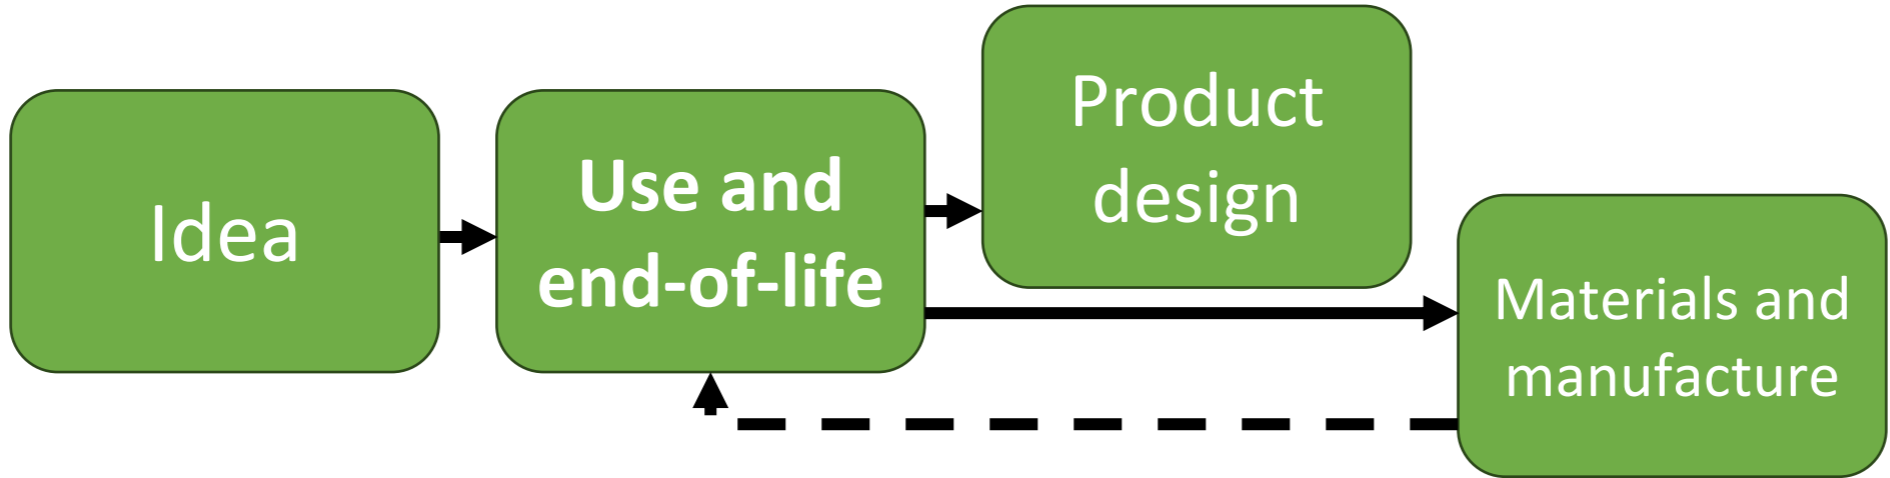 Idea
Use and
end-of-life
Product
design
Materials and
manufacture